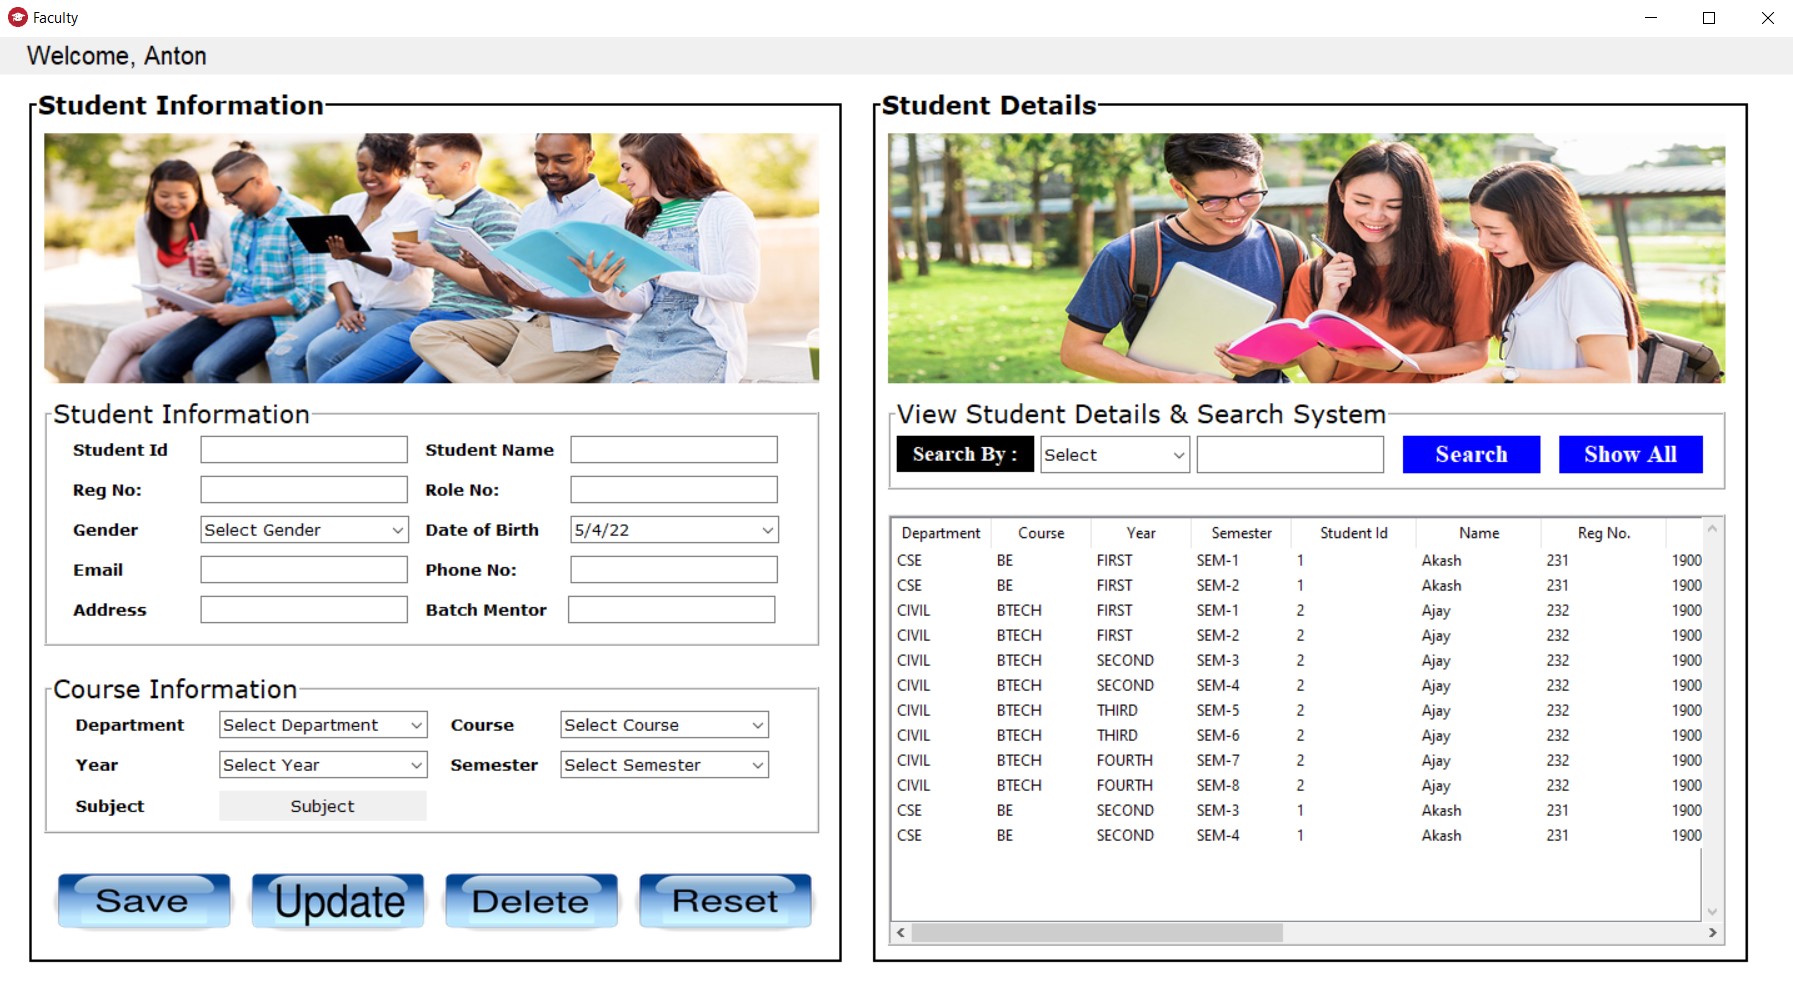 Faculty
Welcome, Anton
Student Information
Student Information
Student Id
Student Name
Reg No:
Role No:
Gender Select Gender
Date of Birth 5/4/22
Email
Phone No:
Address
Batch Mentor
Course Information
Department Select Department
Course Select Course
Year Select Year
Semester Select Semester
Subject Subject
Save Update Delete Reset
Student Details
View Student Details & Search System
Search By : Select Search Show All
Department Course Year Semester Student Id Name Reg No.
CSE BE FIRST SEM-1 1 Akash 231 1900
CSE BE FIRST SEM-2 1 Akash 231 1900
CIVIL BTECH FIRST SEM-1 2 Ajay 232 1900
CIVIL BTECH FIRST SEM-2 2 Ajay 232 1900
CIVIL BTECH SECOND SEM-3 2 Ajay 232 1900
CIVIL BTECH SECOND SEM-4 2 Ajay 232 1900
CIVIL BTECH THIRD SEM-5 2 Ajay 232 1900
CIVIL BTECH THIRD SEM-6 2 Ajay 232 1900
CIVIL BTECH FOURTH SEM-7 2 Ajay 232 1900
CIVIL BTECH FOURTH SEM-8 2 Ajay 232 1900
CSE BE SECOND SEM-3 1 Akash 231 1900
CSE BE SECOND SEM-4 1 Akash 231 1900